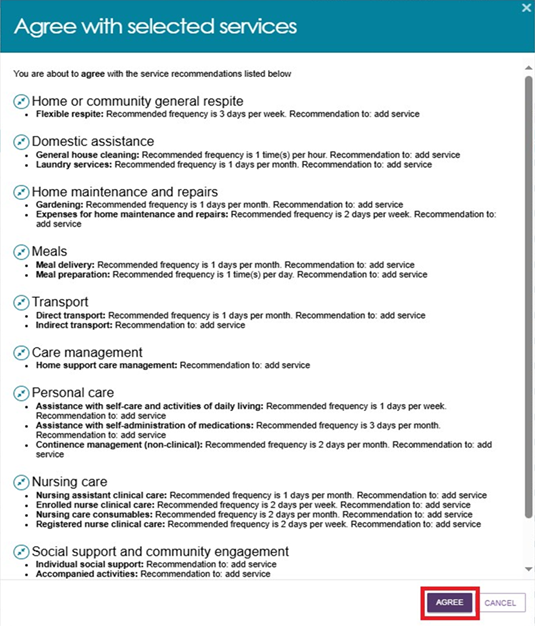 Agree with selected services
You are about to agree with the service recommendations listed below
Home or community general respite
Flexible respite: Recommended frequency is 3 days per week. Recommendation to: add service
Domestic assistance
General house cleaning: Recommended frequency is 1 time(s) per hour. Recommendation to: add service
Laundry services: Recommended frequency is 1 days per month. Recommendation to: add service
Home maintenance and repairs
Gardening: Recommended frequency is 1 days per month. Recommendation to: add service
Expenses for home maintenance and repairs: Recommended frequency is 2 days per week. Recommendation to:
add service
Meals
Meal delivery: Recommended frequency is 1 days per month. Recommendation to: add service
Meal preparation: Recommended frequency is 1 time(s) per day. Recommendation to: add service
Transport
Direct transport: Recommended frequency is 1 days per month. Recommendation to: add service
Indirect transport: Recommendation to: add service
Care management
Home support care management: Recommendation to: add service
Personal care
Assistance with self-care and activities of daily living: Recommended frequency is 1 days per week.
Recommendation to: add service
Assistance with self-administration of medications: Recommended frequency is 3 days per month.
Recommendation to: add service
Continence management (non-clinical): Recommended frequency is 2 days per month. Recommendation to: add
service
Nursing care
Nursing assistant clinical care: Recommended frequency is 1 days per month. Recommendation to: add service
Enrolled nurse clinical care: Recommended frequency is 2 days per week. Recommendation to: add service
Nursing care consumables: Recommended frequency is 2 days per month. Recommendation to: add service
Registered nurse clinical care: Recommended frequency is 2 days per week. Recommendation to: add service
Social support and community engagement
Individual social support: Recommendation to: add service
Accompanied activities: Recommendation to: add service
AGREE
CANCEL